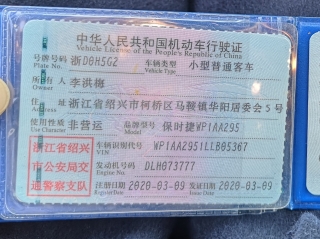 中华人民共和国机动车行驶证
Vehicle License of the People's Republic of China
号牌号码 浙D6H5G2 车辆类型 小型普通客车
Plate No. Vehicle Type
所有人 李洪梅
Owner
住址 浙江省绍兴市柯桥区马鞍镇华阳居委会5号
Address
使用性质 非营运 品牌型号 保时捷WP1AA295
Use Character Model
浙江省绍兴
市公安局交
通警察支队
车辆识别代号 WP1AA2951LLB05367
VIN
发动机号码 DLH073777
Engine No.
注册日期 2020-03-09 发证日期 2020-03-09
Register Date Issue Date